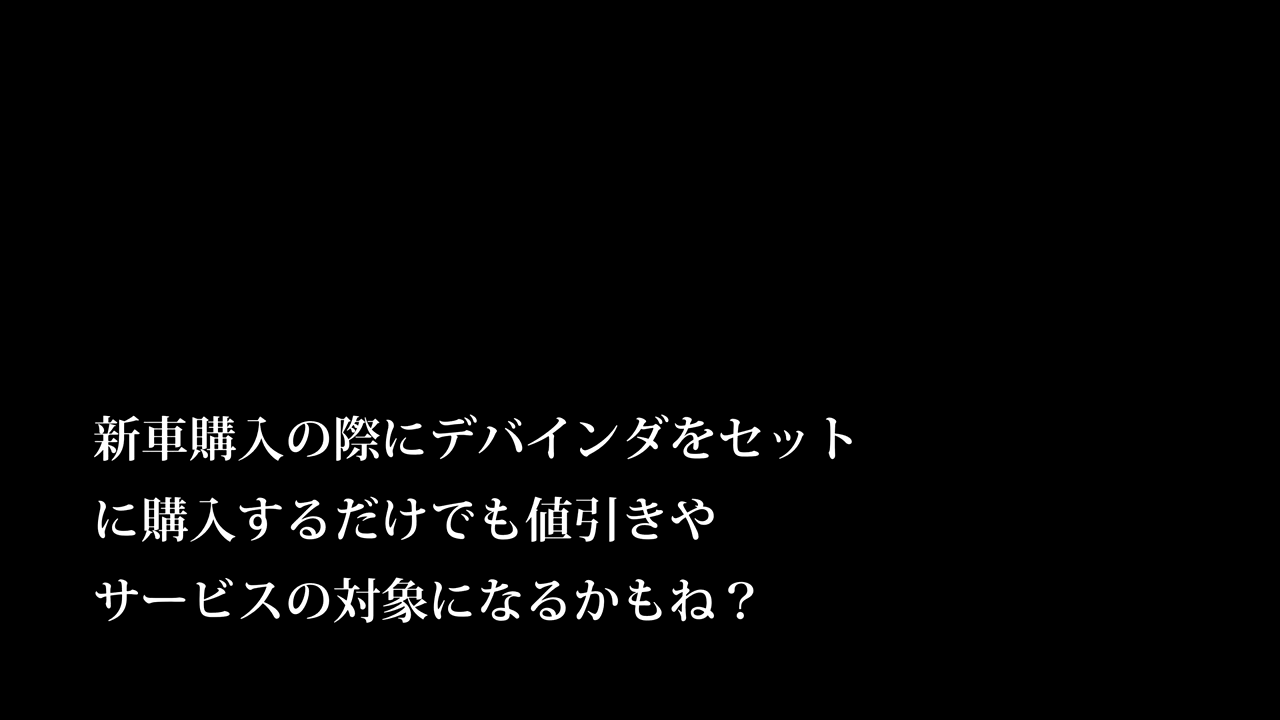 新車購入の際にデバインダをセット
に購入するだけでも値引きや
サービスの対象になるかもね？